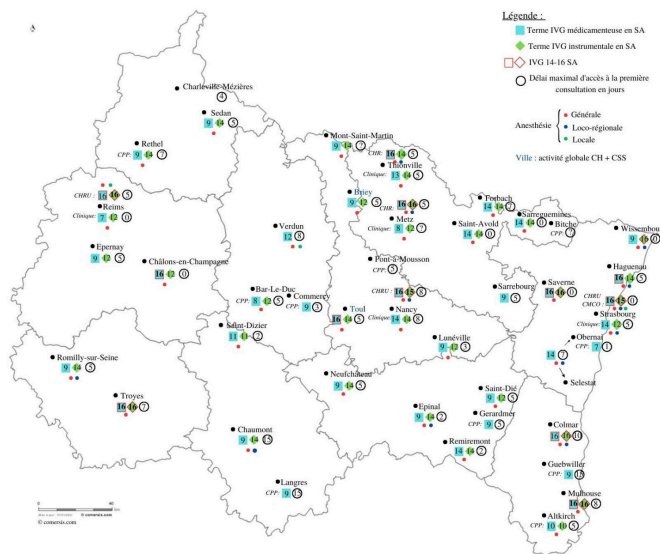 Légende :
Terme IVG médicamenteuse en SA
Terme IVG instrumentale en SA
IVG 14-16 SA
Délai maximal d'accès à la première
consultation en jours
Anesthésie
Générale
Loco-régionale
Locale
Ville : activité globale CH + CSS
Charleville-Mézières
4
Sedan
9 14 5
Rethel
CPP: 9 14 7
CHRU : 16 16 5
Reims
Clinique: 7 12 0
Epernay
9 12 5
Châlons-en-Champagne
16 12 0
Verdun
12 8
Bar-Le-Duc
CPP: 8 12 5
Commercy
CPP: 9 3
Saint-Dizier
11 11 2
Romilly-sur-Seine
9 14 5
Troyes
16 16 7
Chaumont
9 14 15
Langres
CPP: 9 15
Mont-Saint-Martin
9 14 ?
CHR: 16 14 5
Thionville
13 14 5
Briey
9 12 5
CHR: 16 16 5
Metz
Clinique: 8 12 ?
Pont-à-Mousson
CPP: 5
Toul
16 14 5
CHRU : 16 15 8
Nancy
Clinique: 14 14 8
Lunéville
9 12 3
Neufchâteau
9 14 5
Epinal
9 14 2
Saint-Dié
9 12 5
Gerardmer
CPP: 9 5
Remiremont
14 14 2
Saint-Avold
14 14 0
Forbach
14 14 2
Sarreguemines
14 14 0
Bitche
CPP: ?
Sarrebourg
9 5
Saverne
16 16 0
Wissembourg
9 16 0
Haguenau
16 14 5
CHRU
CMCO : 16 15 0
Strasbourg
Clinique: 14 12 5
Obernai
CPP: 7 1
14 7
Selestat
Colmar
16 16 10
Guebwiller
CPP: 9 15
Mulhouse
16 16 8
Altkirch
CPP: 10 10 5
© comersis.com